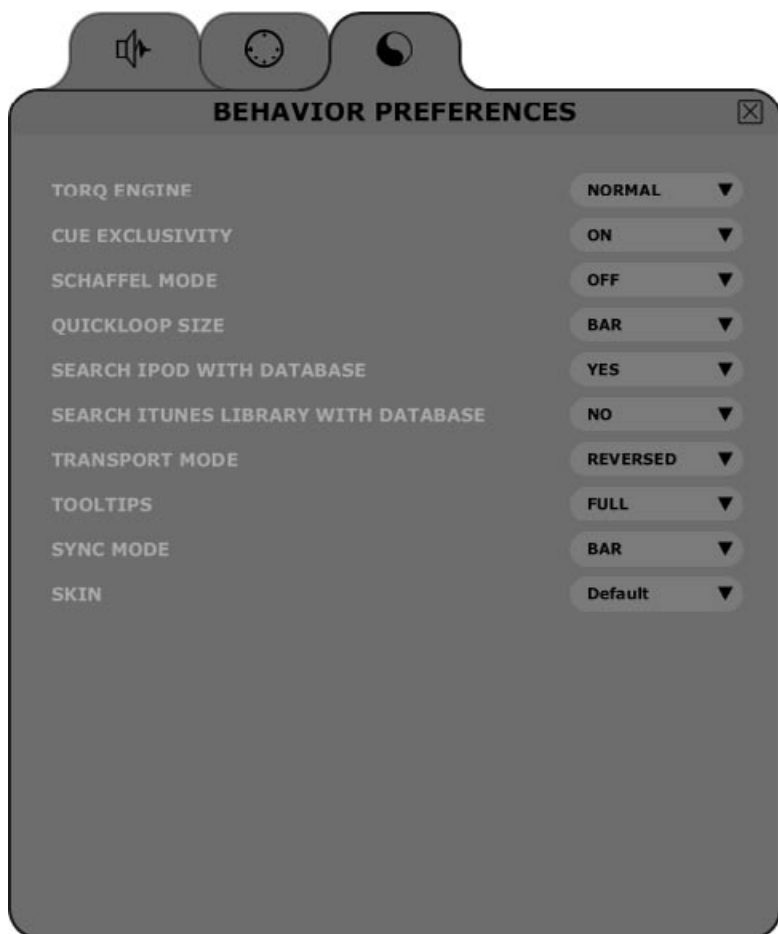 BEHAVIOR PREFERENCES
TORQ ENGINE NORMAL
CUE EXCLUSIVITY ON
SCHAFFEL MODE OFF
QUICKLOOP SIZE BAR
SEARCH IPOD WITH DATABASE YES
SEARCH ITUNES LIBRARY WITH DATABASE NO
TRANSPORT MODE REVERSED
TOOLTIPS FULL
SYNC MODE BAR
SKIN Default